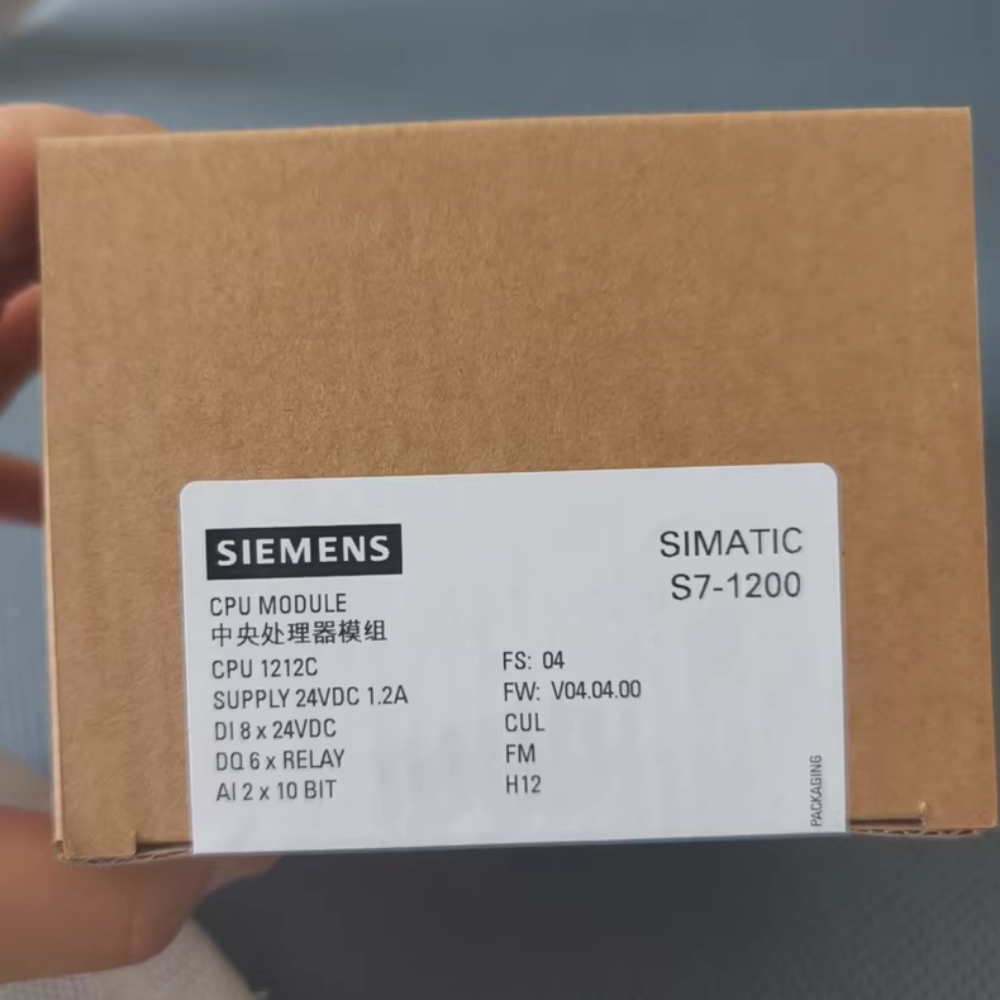 SIEMENS
SIMATIC
S7-1200
CPU MODULE
中央处理器模组
CPU 1212C
SUPPLY 24VDC 1.2A
DI 8 x 24VDC
DQ 6 x RELAY
AI 2 x 10 BIT
FS: 04
FW: V04.04.00
CUL
FM
H12
PACKAGING